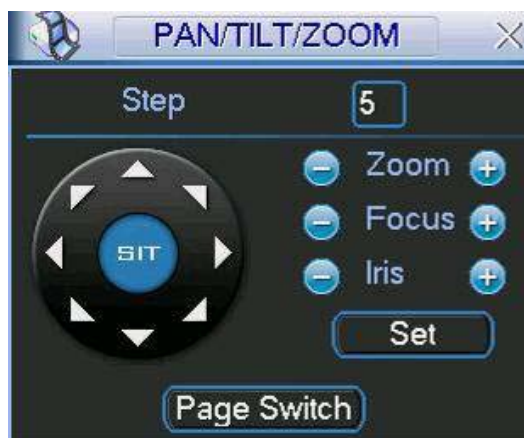 PAN/TILT/ZOOM
Step 5
Zoom
Focus
SIT
Iris
Set
Page Switch